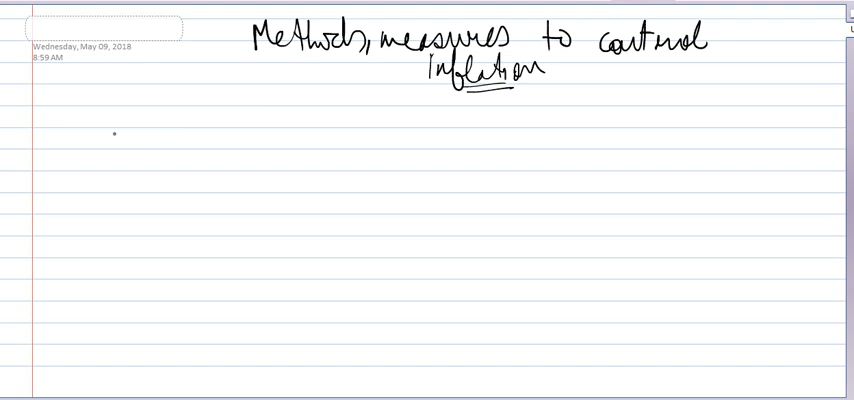 Methods, measures to control
inflation
Wednesday, May 09, 2018
8:59 AM